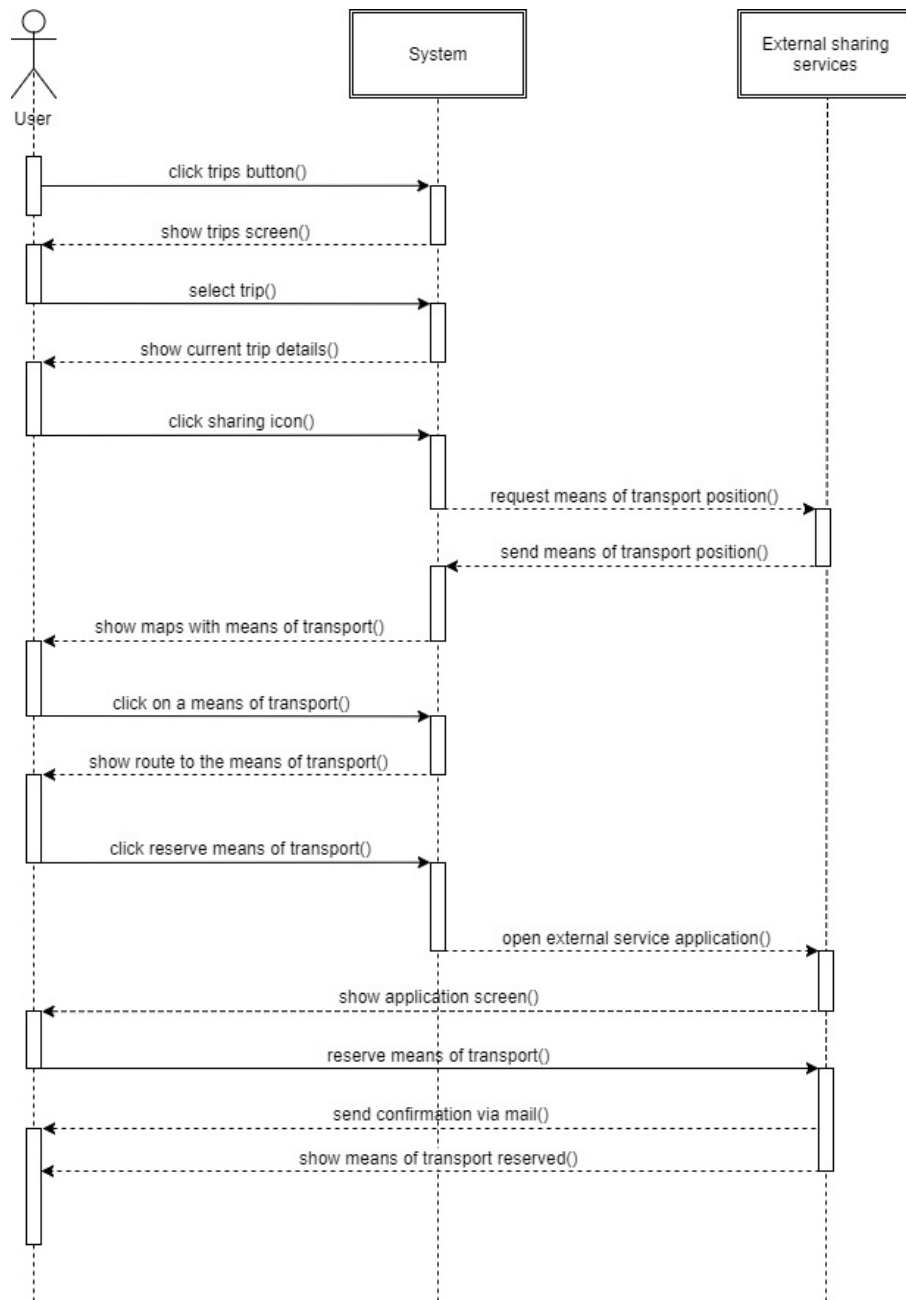 System
External sharing
services
User
click trips button()
show trips screen()
select trip()
show current trip details()
click sharing icon()
request means of transport position()
send means of transport position()
show maps with means of transport()
click on a means of transport()
show route to the means of transport()
click reserve means of transport()
open external service application()
show application screen()
reserve means of transport()
send confirmation via mail()
show means of transport reserved()